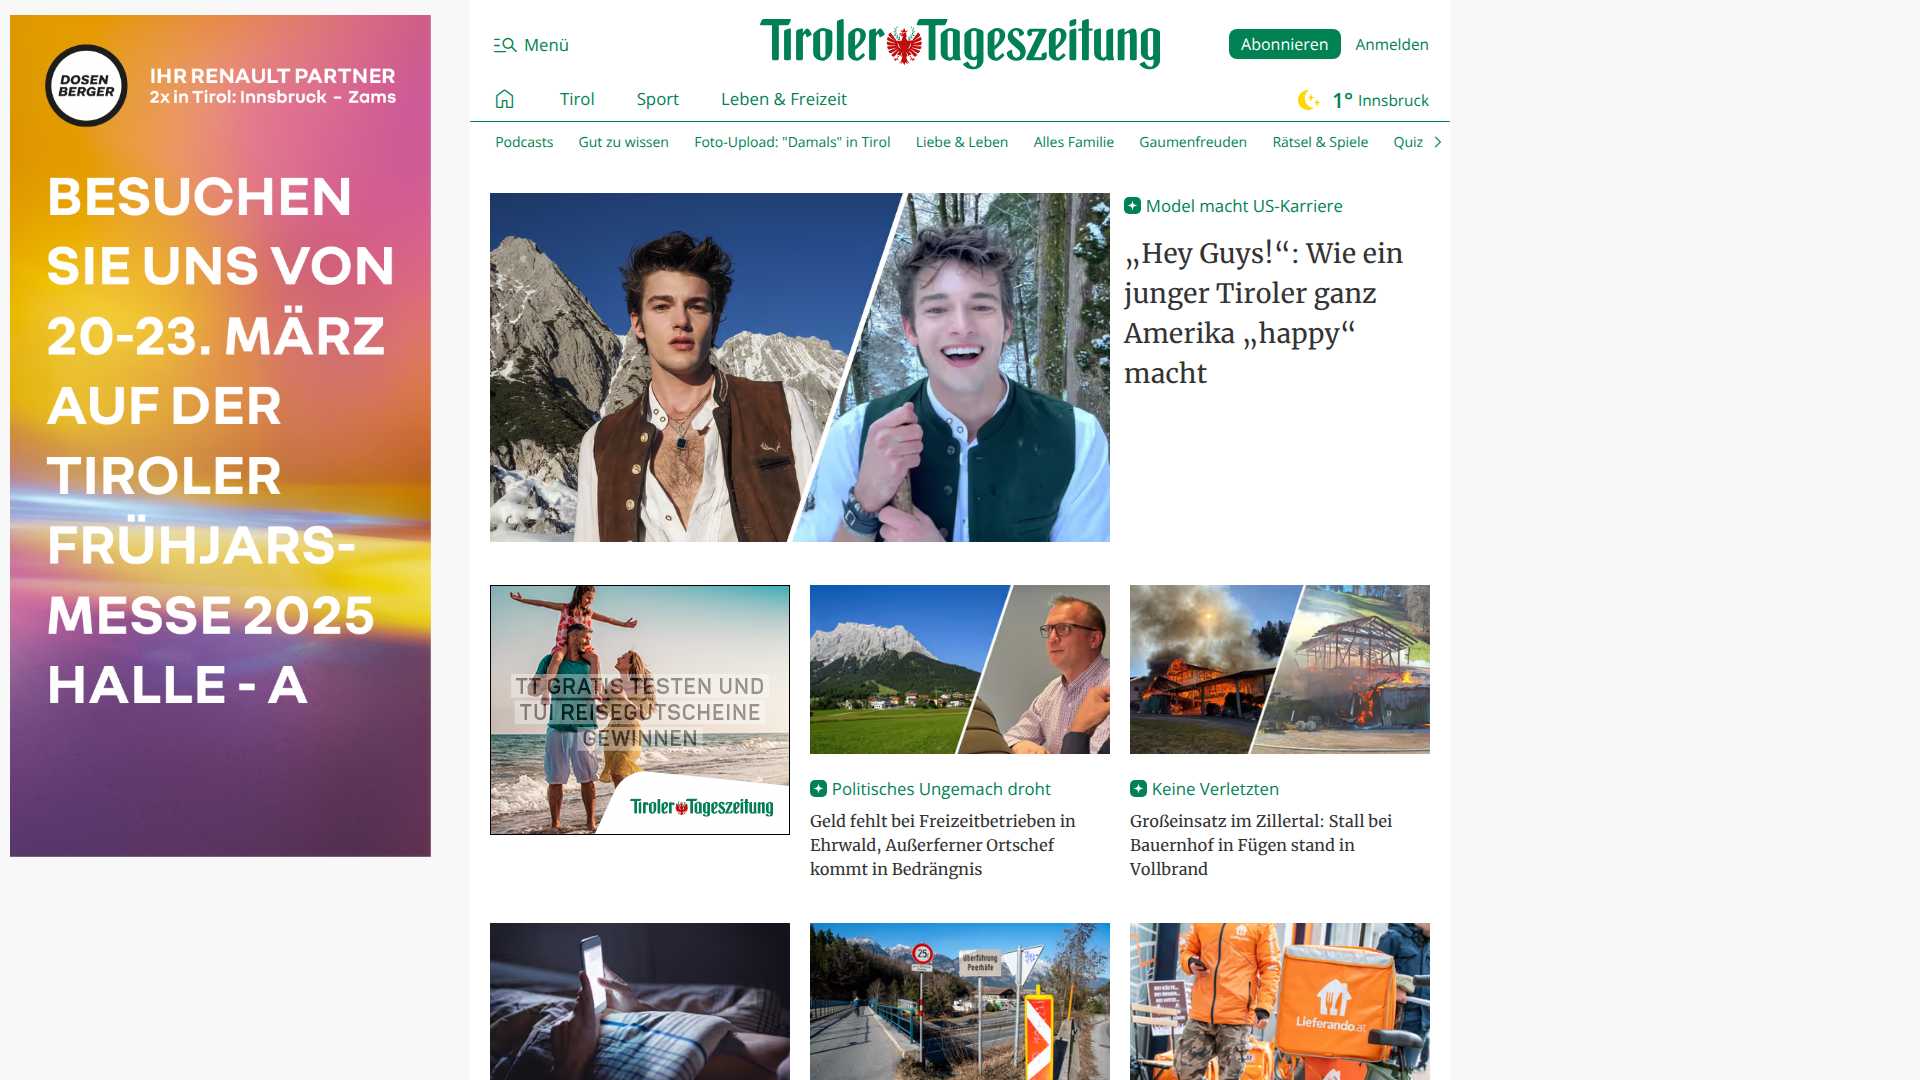 DOSEN
BERGER
IHR RENAULT PARTNER
2x in Tirol: Innsbruck - Zams
BESUCHEN
SIE UNS VON
20-23. MÄRZ
AUF DER
TIROLER
FRÜHJARS-
MESSE 2025
HALLE - A
Menü
Tiroler Tageszeitung
Abonnieren
Anmelden
Tirol
Sport
Leben & Freizeit
1° Innsbruck
Podcasts
Gut zu wissen
Foto-Upload: "Damals" in Tirol
Liebe & Leben
Alles Familie
Gaumenfreuden
Rätsel & Spiele
Quiz
Model macht US-Karriere
„Hey Guys!“: Wie ein
junger Tiroler ganz
Amerika „happy“
macht
TT GRATIS TESTEN UND
TUI REISEGUTSCHEINE
GEWINNEN
Tiroler Tageszeitung
Politisches Ungemach droht
Geld fehlt bei Freizeitbetrieben in
Ehrwald, Außerferner Ortschef
kommt in Bedrängnis
Keine Verletzten
Großeinsatz im Zillertal: Stall bei
Bauernhof in Fügen stand in
Vollbrand
25
Überführung
Peerhöfe
Lieferando.at